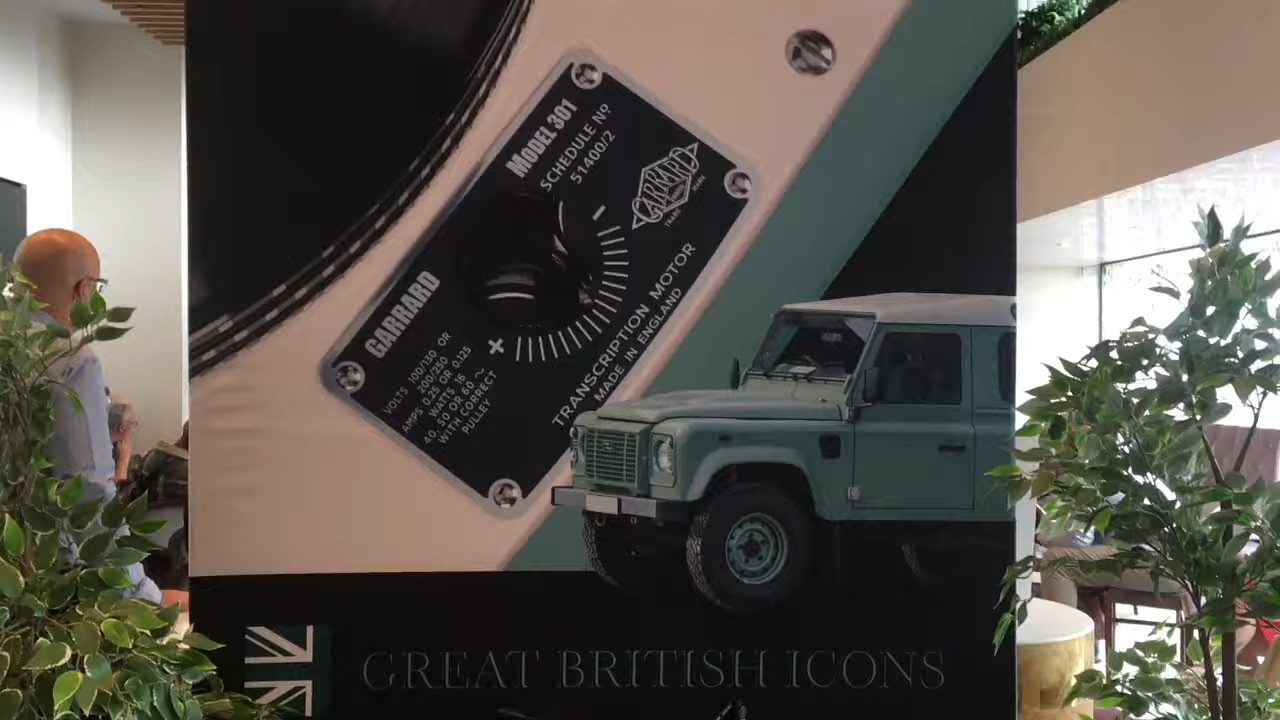 MODEL 301
SCHEDULE Nº
51400/2
GARRARD
TRADE MARK
GARRARD
VOLTS 100/130 OR
200/250
AMPS 0.25 OR 0.125
WATTS 16
40, 50 OR 60 ~
WITH CORRECT
PULLEY
+
TRANSCRIPTION MOTOR
MADE IN ENGLAND
GREAT BRITISH ICONS